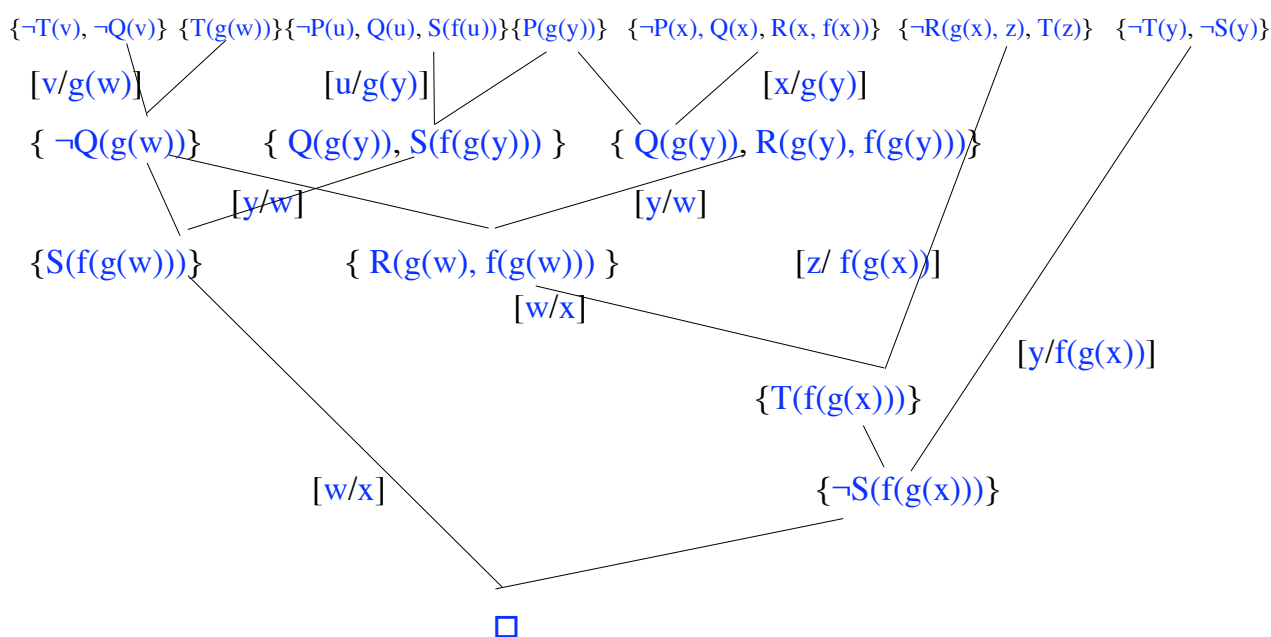 {¬T(v), ¬Q(v)} {T(g(w))}{¬P(u), Q(u), S(f(u))}{P(g(y))} {¬P(x), Q(x), R(x, f(x))} {¬R(g(x), z), T(z)} {¬T(y), ¬S(y)}
[v/g(w)] [u/g(y)] [x/g(y)]
{ ¬Q(g(w))} { Q(g(y)), S(f(g(y))) } { Q(g(y)), R(g(y), f(g(y)))}
[y/w] [y/w]
{S(f(g(w)))} { R(g(w), f(g(w))) } [z/ f(g(x))]
[w/x]
[y/f(g(x))]
{T(f(g(x)))}
[w/x] {¬S(f(g(x)))}
□